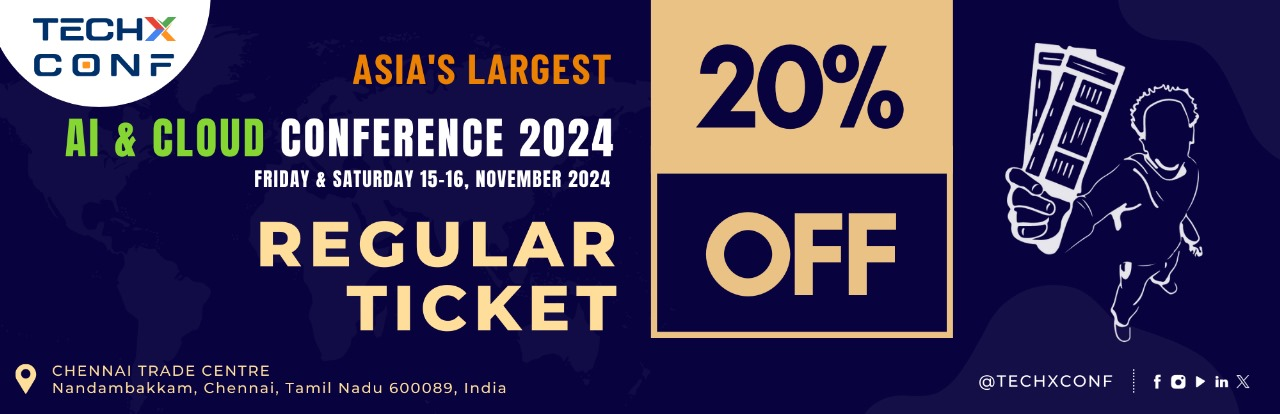 TECHX
CONF
ASIA'S LARGEST
AI & CLOUD CONFERENCE 2024
FRIDAY & SATURDAY 15-16, NOVEMBER 2024
REGULAR
TICKET
20%
OFF
CHENNAI TRADE CENTRE
Nandambakkam, Chennai, Tamil Nadu 600089, India
@TECHXCONF